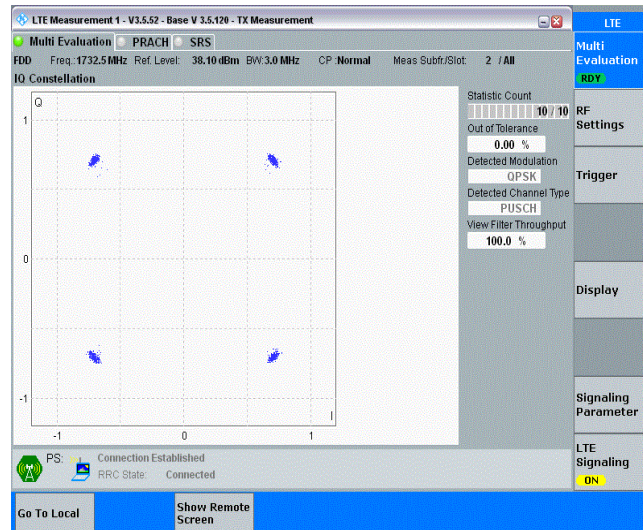 LTE Measurement 1 - V3.5.52 - Base V 3.5.120 - TX Measurement
LTE
Multi Evaluation PRACH SRS
Multi
Evaluation
RDY
FDD Freq.:1732.5 MHz Ref. Level: 38.10 dBm BW:3.0 MHz CP :Normal Meas Subfr./Slot: 2 / All
IQ Constellation
Q
1
0
-1
-1 0 1
I
Statistic Count
10 / 10
Out of Tolerance
0.00 %
Detected Modulation
QPSK
Detected Channel Type
PUSCH
View Filter Throughput
100.0 %
RF
Settings
Trigger
Display
Signaling
Parameter
LTE
Signaling
ON
PS: Connection Established
RRC State: Connected
Go To Local
Show Remote
Screen